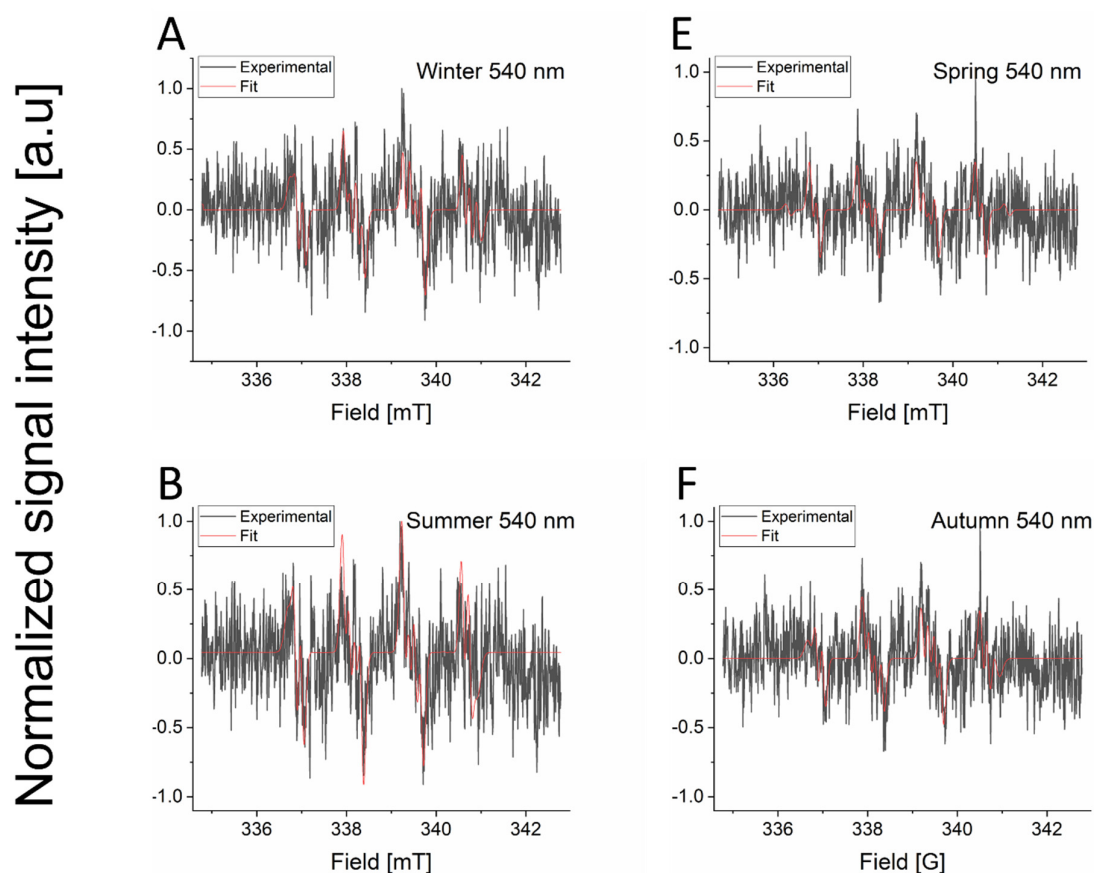 Normalized signal intensity [a.u]
A
Experimental
Fit
Winter 540 nm
1.0
0.5
0.0
-0.5
-1.0
336
338
340
342
Field [mT]
E
Experimental
Fit
Spring 540 nm
1.0
0.5
0.0
-0.5
-1.0
336
338
340
342
Field [mT]
B
Experimental
Fit
Summer 540 nm
1.0
0.5
0.0
-0.5
-1.0
336
338
340
342
Field [mT]
F
Experimental
Fit
Autumn 540 nm
1.0
0.5
0.0
-0.5
-1.0
336
338
340
342
Field [G]